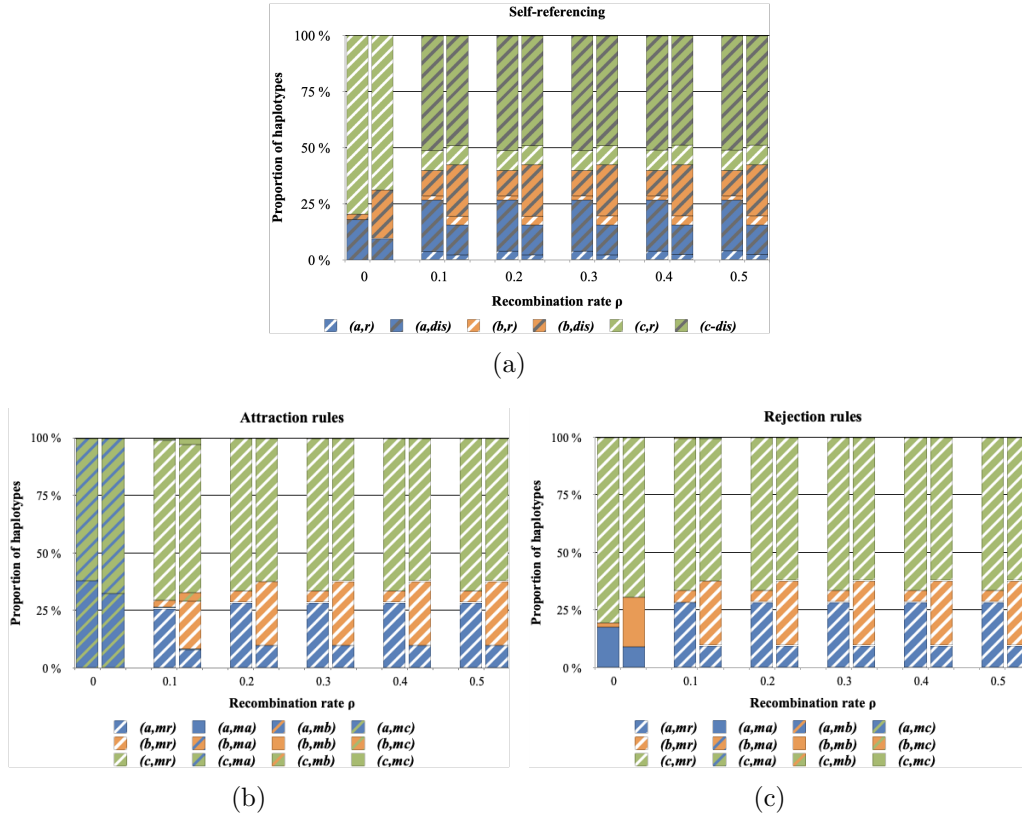 Self-referencing
Proportion of haplotypes
100 %
75 %
50 %
25 %
0 %
0 0.1 0.2 0.3 0.4 0.5
Recombination rate ρ
(a,r) (a,dis) (b,r) (b,dis) (c,r) (c-dis)
(a)
Attraction rules
Proportion of haplotypes
100 %
75 %
50 %
25 %
0 %
0 0.1 0.2 0.3 0.4 0.5
Recombination rate ρ
(a,mr) (a,ma) (a,mb) (a,mc)
(b,mr) (b,ma) (b,mb) (b,mc)
(c,mr) (c,ma) (c,mb) (c,mc)
(b)
Rejection rules
Proportion of haplotypes
100 %
75 %
50 %
25 %
0 %
0 0.1 0.2 0.3 0.4 0.5
Recombination rate ρ
(a,mr) (a,ma) (a,mb) (a,mc)
(b,mr) (b,ma) (b,mb) (b,mc)
(c,mr) (c,ma) (c,mb) (c,mc)
(c)